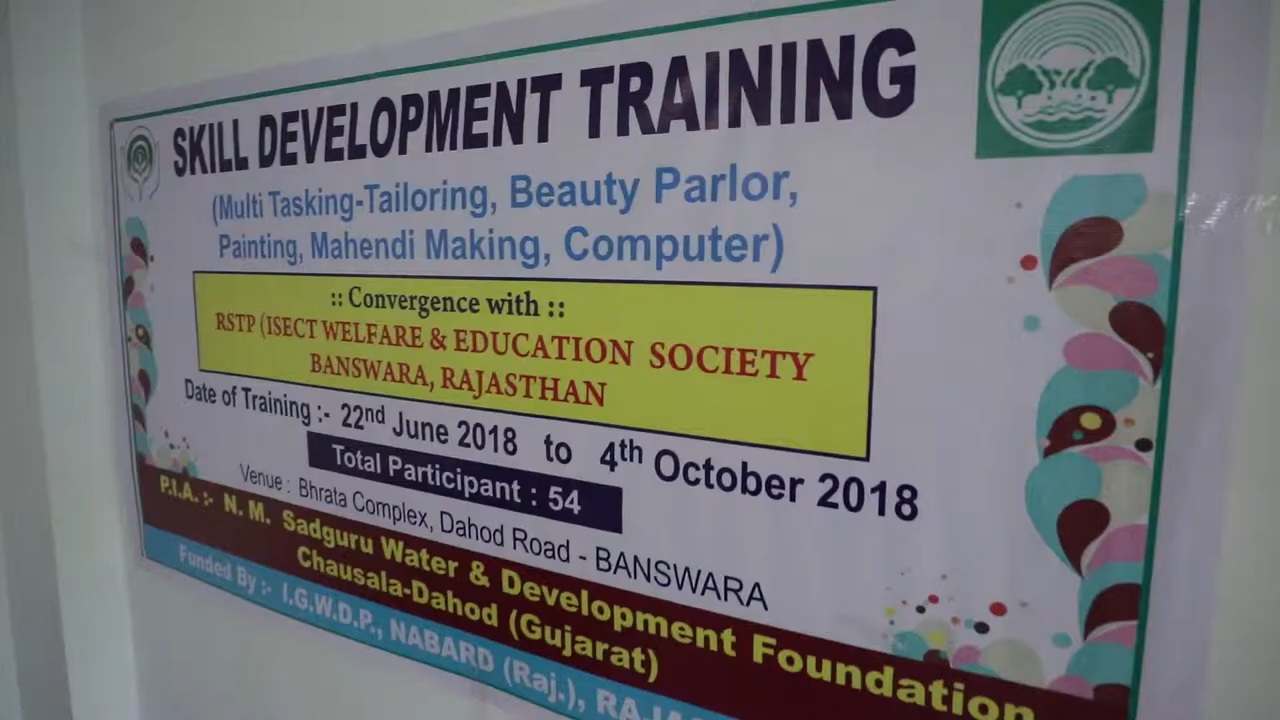 SKILL DEVELOPMENT TRAINING
(Multi Tasking-Tailoring, Beauty Parlor,
Painting, Mahendi Making, Computer)
:: Convergence with ::
RSTP (ISECT WELFARE & EDUCATION SOCIETY
BANSWARA, RAJASTHAN
Date of Training :- 22nd June 2018 to 4th October 2018
Total Participant : 54
Venue : Bhrata Complex, Dahod Road - BANSWARA
P.I.A. :- N. M. Sadguru Water & Development Foundation
Chausala-Dahod (Gujarat)
Funded By :- I.G.W.D.P., NABARD (Raj.),